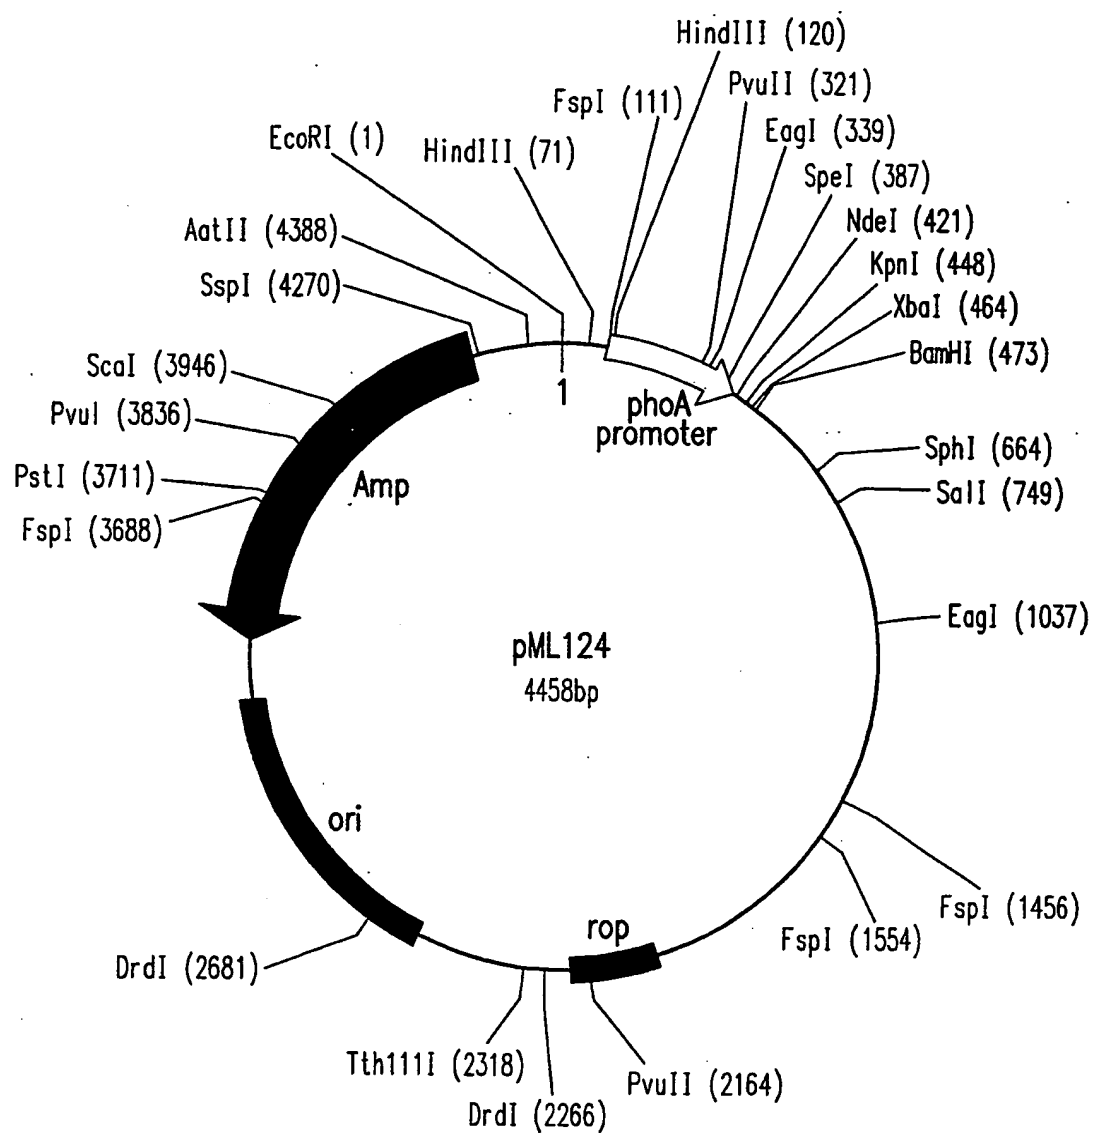 HindIII (120)
FspI (111)
PvuII (321)
EcoRI (1)
HindIII (71)
EagI (339)
SpeI (387)
AatII (4388)
NdeI (421)
SspI (4270)
KpnI (448)
XbaI (464)
ScaI (3946)
BamHI (473)
1
phoA
promoter
PvuI (3836)
SphI (664)
PstI (3711)
Amp
SalI (749)
FspI (3688)
EagI (1037)
pML124
4458bp
ori
FspI (1456)
rop
FspI (1554)
DrdI (2681)
Tth111I (2318)
PvuII (2164)
DrdI (2266)